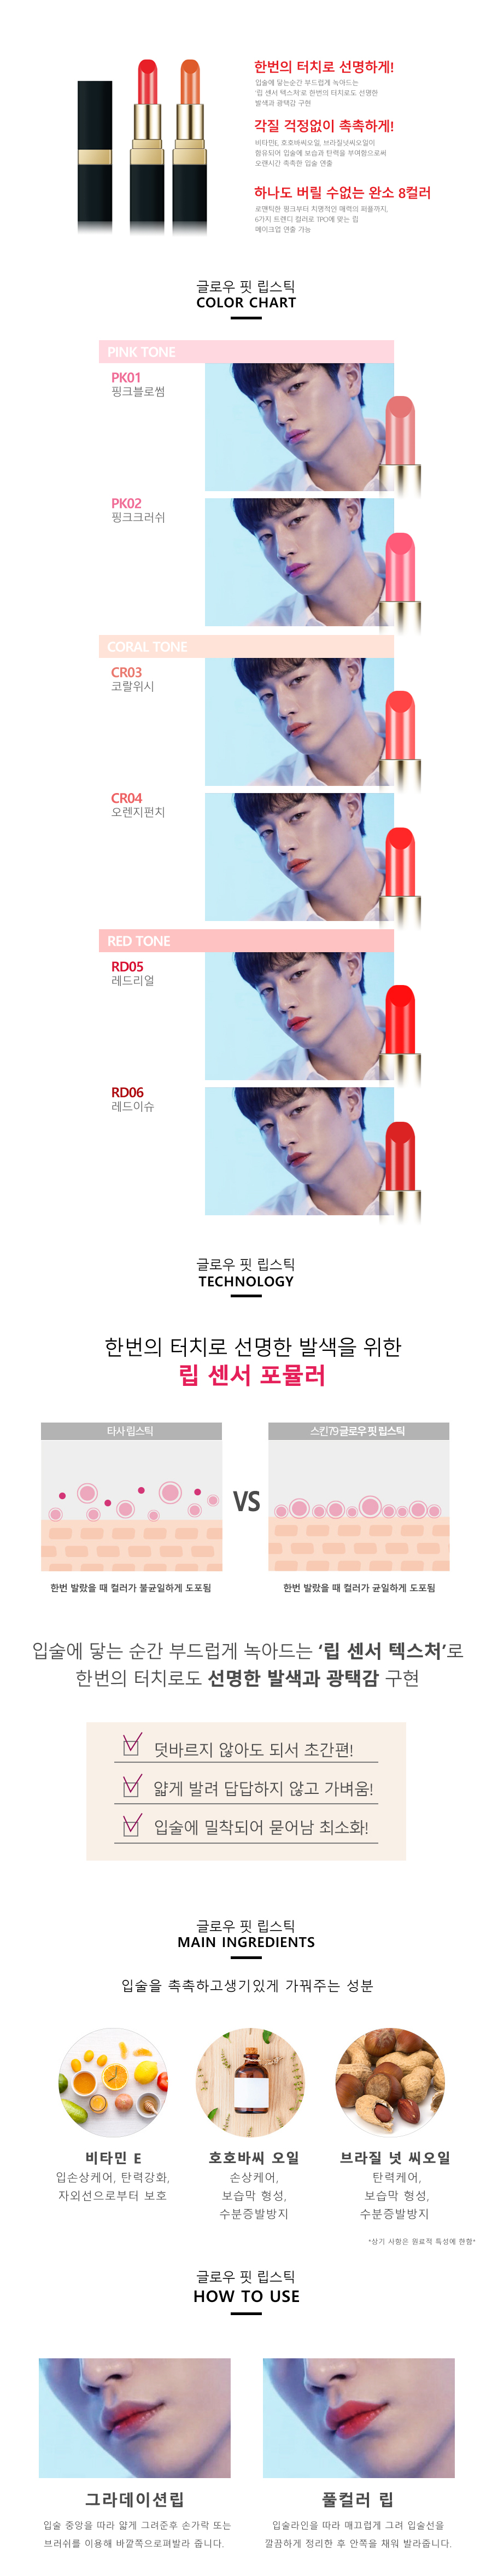 한번의 터치로 선명하게!
입술에 닿는순간 부드럽게 녹아드는
'립 센서 텍스처'로 한번의 터치로도 선명한
발색과 광택감 구현
각질 걱정없이 촉촉하게!
비타민E, 호호바씨오일, 브라질넛씨오일이
함유되어 입술에 보습과 탄력을 부여함으로써
오랜시간 촉촉한 입술 연출
하나도 버릴 수없는 완소 8컬러
로맨틱한 핑크부터 치명적인 매력의 퍼플까지,
6가지 트렌디 컬러로 TPO에 맞는 립
메이크업 연출 가능
글로우 핏 립스틱
COLOR CHART
PINK TONE
PK01
핑크블로썸
PK02
핑크크러쉬
CORAL TONE
CR03
코랄위시
CR04
오렌지펀치
RED TONE
RD05
레드리얼
RD06
레드이슈
글로우 핏 립스틱
TECHNOLOGY
한번의 터치로 선명한 발색을 위한
립 센서 포뮬러
타사 립스틱
스킨79 글로우 핏 립스틱
VS
한번 발랐을 때 컬러가 불균일하게 도포됨
한번 발랐을 때 컬러가 균일하게 도포됨
입술에 닿는 순간 부드럽게 녹아드는 '립 센서 텍스처'로
한번의 터치로도 선명한 발색과 광택감 구현
덧바르지 않아도 되서 초간편!
얇게 발려 답답하지 않고 가벼움!
입술에 밀착되어 묻어남 최소화!
글로우 핏 립스틱
MAIN INGREDIENTS
입술을 촉촉하고생기있게 가꿔주는 성분
비타민 E
입손상케어, 탄력강화,
자외선으로부터 보호
호호바씨 오일
손상케어,
보습막 형성,
수분증발방지
브라질 넛 씨오일
탄력케어,
보습막 형성,
수분증발방지
*상기 사항은 원료적 특성에 한함*
글로우 핏 립스틱
HOW TO USE
그라데이션립
입술 중앙을 따라 얇게 그려준후 손가락 또는
브러쉬를 이용해 바깥쪽으로펴발라 줍니다.
풀컬러 립
입술라인을 따라 매끄럽게 그려 입술선을
깔끔하게 정리한 후 안쪽을 채워 발라줍니다.